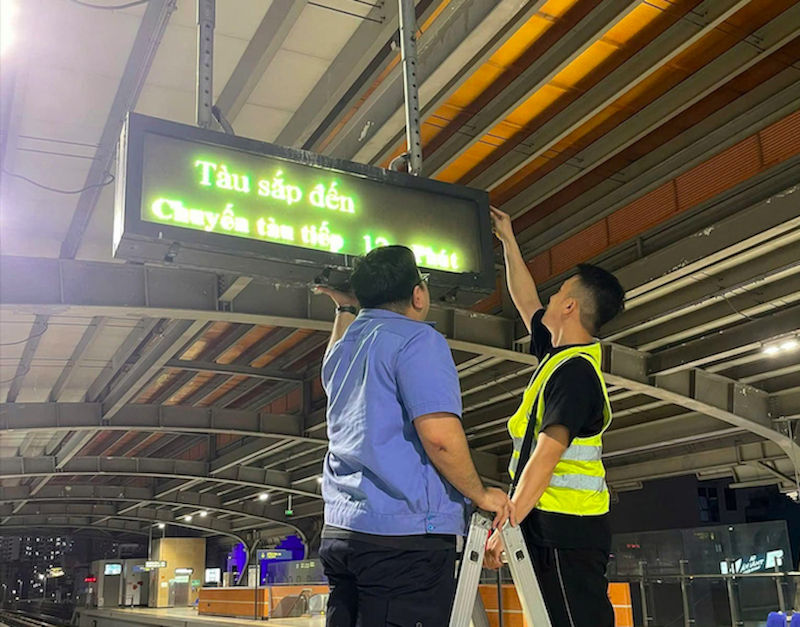 Tàu sắp đến
Chuyến tàu tiếp 12 Phút